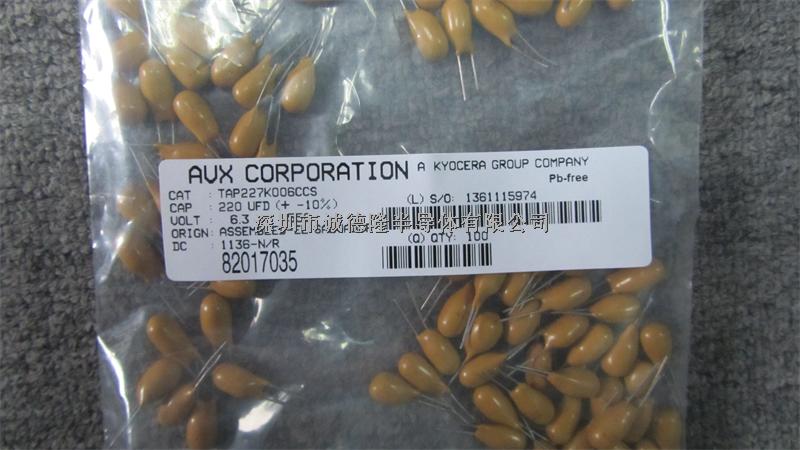 AVX CORPORATION A KYOCERA GROUP COMPANY
Pb-free
CAT : TAP227K006CCS
(L) S/O: 1361115974
CAP : 220 UFD (+ -10%)
VOLT : 6.3
深圳市诚德隆半导体有限公司
ORIGN: ASSEMBLED
(Q) QTY: 100
DC : 1136-N/R
82017035